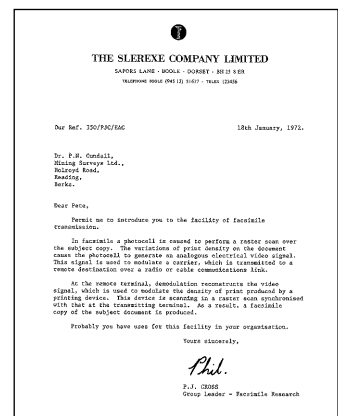 THE SLEREXE COMPANY LIMITED
SAPORS LANE · BOOLE · DORSET · BH 25 8 ER
TELEPHONE BOOLE (945 13) 51617 · TELEX 123456
Our Ref. 350/PJC/EAC 18th January, 1972.
Dr. P.N. Cundall,
Mining Surveys Ltd.,
Holroyd Road,
Reading,
Berks.
Dear Pete,
Permit me to introduce you to the facility of facsimile
transmission.
In facsimile a photocell is caused to perform a raster scan over
the subject copy. The variations of print density on the document
cause the photocell to generate an analogous electrical video signal.
This signal is used to modulate a carrier, which is transmitted to a
remote destination over a radio or cable communications link.
At the remote terminal, demodulation reconstructs the video
signal, which is used to modulate the density of print produced by a
printing device. This device is scanning in a raster scan synchronised
with that at the transmitting terminal. As a result, a facsimile
copy of the subject document is produced.
Probably you have uses for this facility in your organisation.
Yours sincerely,
Phil.
P.J. CROSS
Group Leader - Facsimile Research